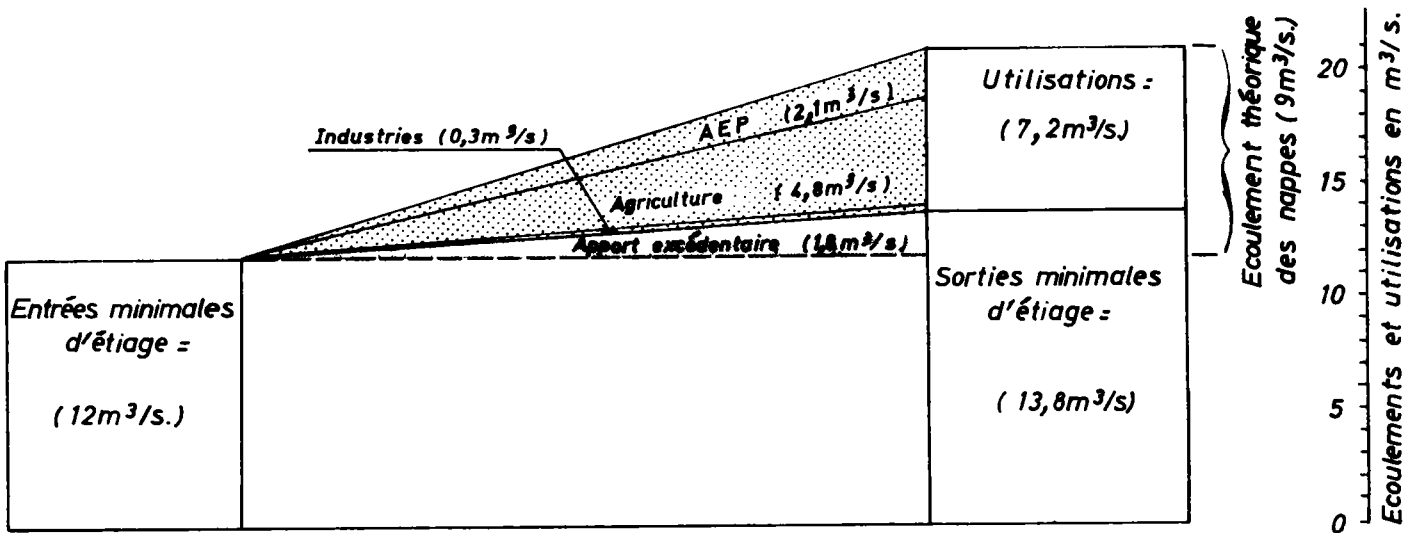 Entrées minimales
d'étiage =
(12m³/s.)
Industries (0,3m³/s)
AEP (2,1m³/s)
Agriculture (4,8m³/s)
Apport excédentaire (1,8m³/s)
Utilisations =
(7,2m³/s.)
Sorties minimales
d'étiage =
(13,8m³/s)
Ecoulement théorique
des nappes (9m³/s.)
20
15
10
5
0
Ecoulements et utilisations en m³/s.